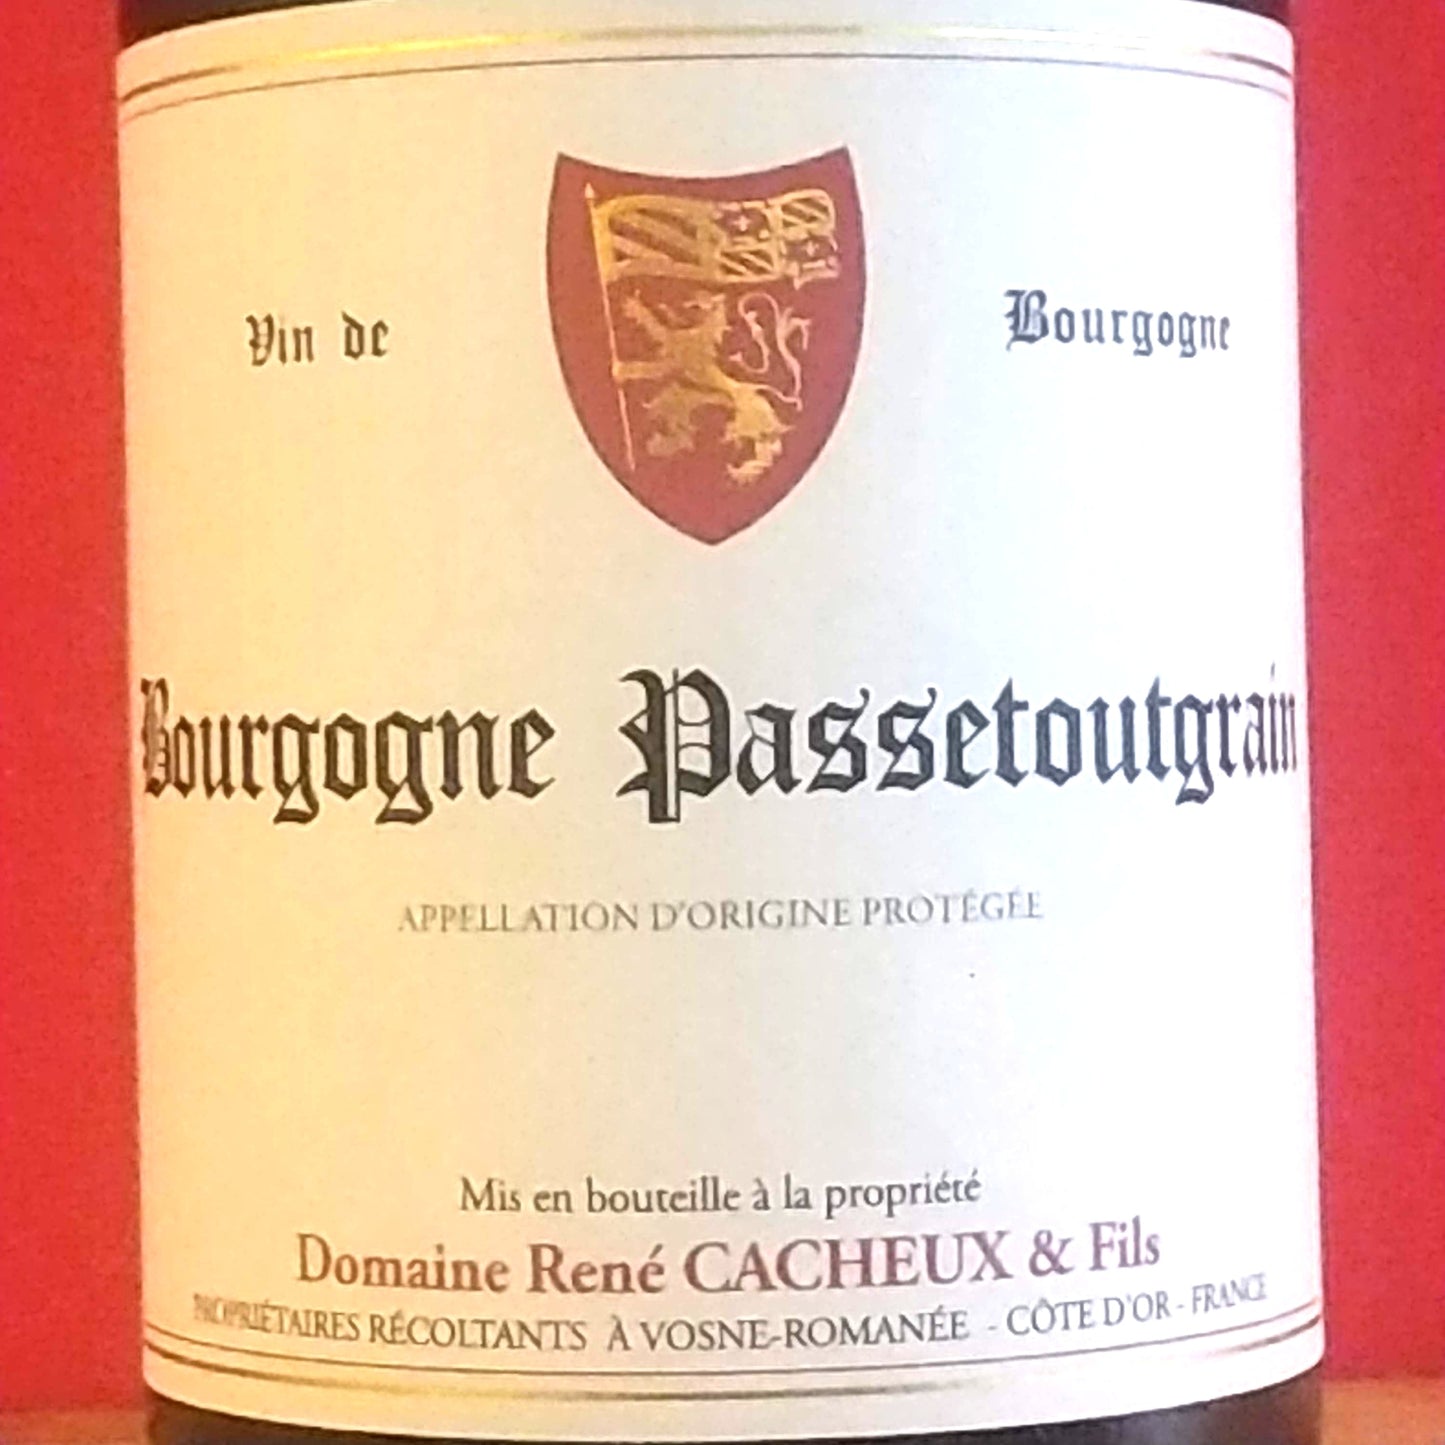 Vin de Bourgogne
Bourgogne Passetoutgrain
APPELLATION D'ORIGINE PROTÉGÉE
Mis en bouteille à la propriété
Domaine René CACHEUX & Fils
PROPRIÉTAIRES RÉCOLTANTS À VOSNE-ROMANÉE - CÔTE D'OR - FRANCE